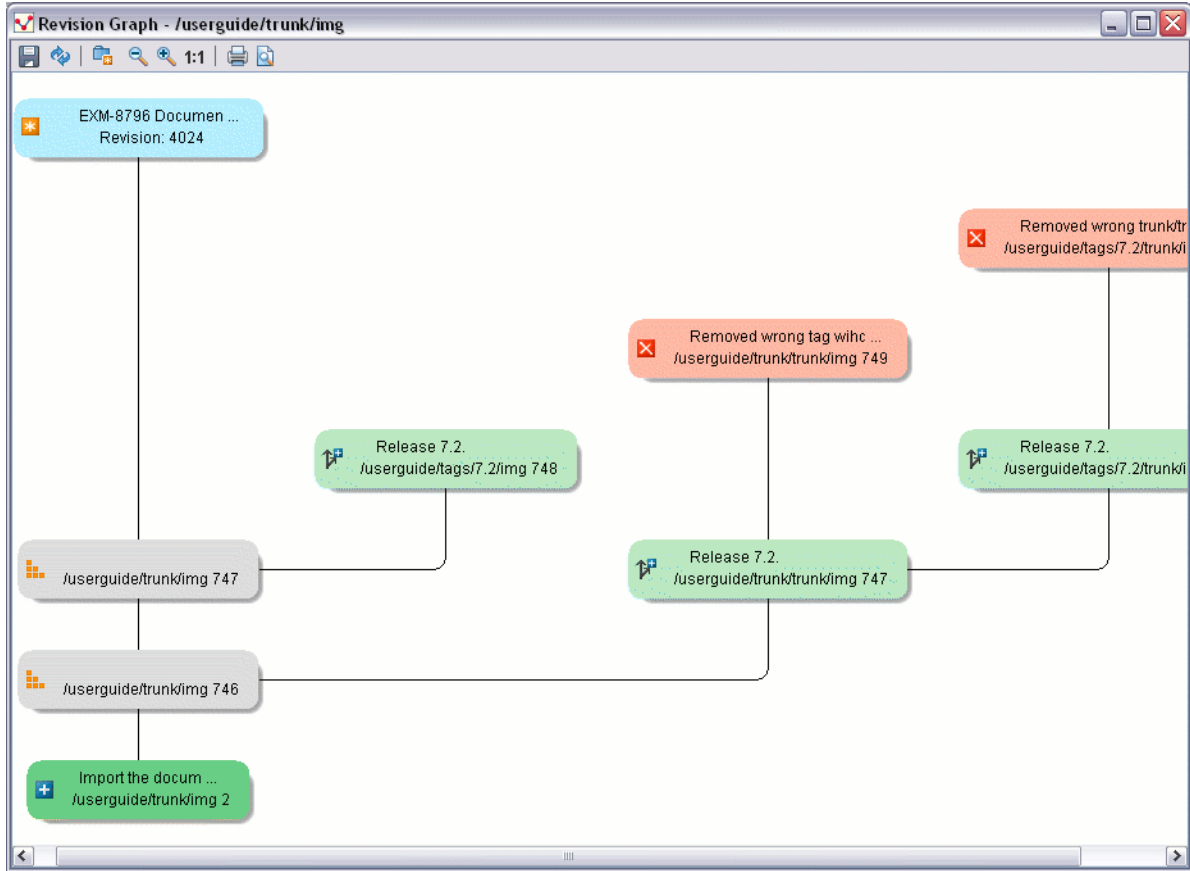 Revision Graph - /userguide/trunk/img
1:1
EXM-8796 Documen ...
Revision: 4024
Removed wrong trunk/tr
/userguide/tags/7.2/trunk/i
Removed wrong tag wihc ...
/userguide/trunk/trunk/img 749
Release 7.2.
/userguide/tags/7.2/img 748
Release 7.2.
/userguide/tags/7.2/trunk/i
/userguide/trunk/img 747
Release 7.2.
/userguide/trunk/trunk/img 747
/userguide/trunk/img 746
Import the docum ...
/userguide/trunk/img 2